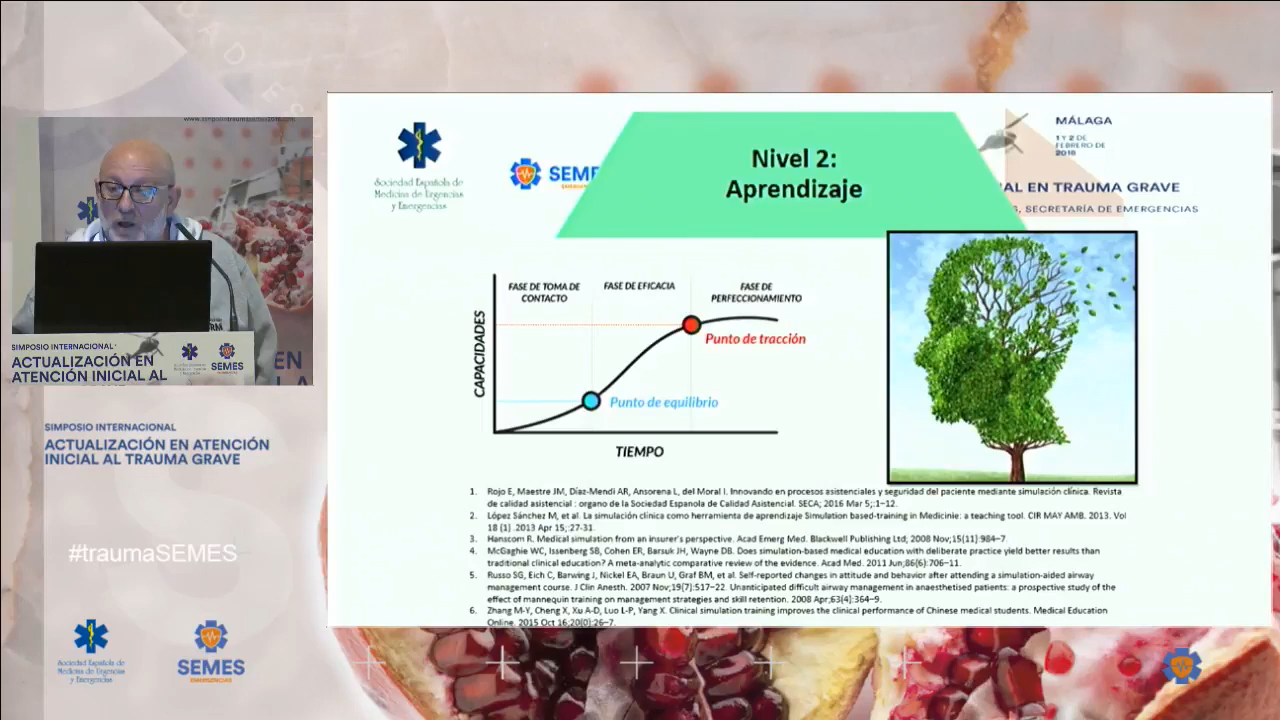 www.simposiotraumasemes2018.com
SIMPOSIO INTERNACIONAL
ACTUALIZACIÓN EN
ATENCIÓN INICIAL AL
SEMES
EN
SIMPOSIO INTERNACIONAL
ACTUALIZACIÓN EN ATENCIÓN
INICIAL AL TRAUMA GRAVE
#traumaSEMES
Sociedad Española de
Medicina de Urgencias
y Emergencias
SEMES
Sociedad Española de
Medicina de Urgencias
y Emergencias
SEMES
Nivel 2:
Aprendizaje
MÁLAGA
1 Y 2 DE
FEBRERO DE
2018
AL EN TRAUMA GRAVE
S, SECRETARÍA DE EMERGENCIAS
FASE DE TOMA DE
CONTACTO
FASE DE EFICACIA
FASE DE
PERFECCIONAMIENTO
CAPACIDADES
Punto de tracción
Punto de equilibrio
TIEMPO
1. Rojo E, Maestre JM, Díaz-Mendi AR, Ansorena L, del Moral I. Innovando en procesos asistenciales y seguridad del paciente mediante simulación clínica. Revista
de calidad asistencial : organo de la Sociedad Espanola de Calidad Asistencial. SECA; 2016 Mar 5;:1–12.
2. López Sánchez M, et al. La simulación clínica como herramienta de aprendizaje Simulation based-training in Medicinie: a teaching tool. CIR MAY AMB. 2013. Vol
18 (1) .2013 Apr 15;:27-31.
3. Hanscom R. Medical simulation from an insurer's perspective. Acad Emerg Med. Blackwell Publishing Ltd; 2008 Nov;15(11):984–7.
4. McGaghie WC, Issenberg SB, Cohen ER, Barsuk JH, Wayne DB. Does simulation-based medical education with deliberate practice yield better results than
traditional clinical education? A meta-analytic comparative review of the evidence. Acad Med. 2011 Jun;86(6):706–11.
5. Russo SG, Eich C, Barwing J, Nickel EA, Braun U, Graf BM, et al. Self-reported changes in attitude and behavior after attending a simulation-aided airway
management course. J Clin Anesth. 2007 Nov;19(7):517–22. Unanticipated difficult airway management in anaesthetised patients: a prospective study of the
effect of mannequin training on management strategies and skill retention. 2008 Apr;63(4):364–9.
6. Zhang M-Y, Cheng X, Xu A-D, Luo L-P, Yang X. Clinical simulation training improves the clinical performance of Chinese medical students. Medical Education
Online. 2015 Oct 16;20(0):26–7.